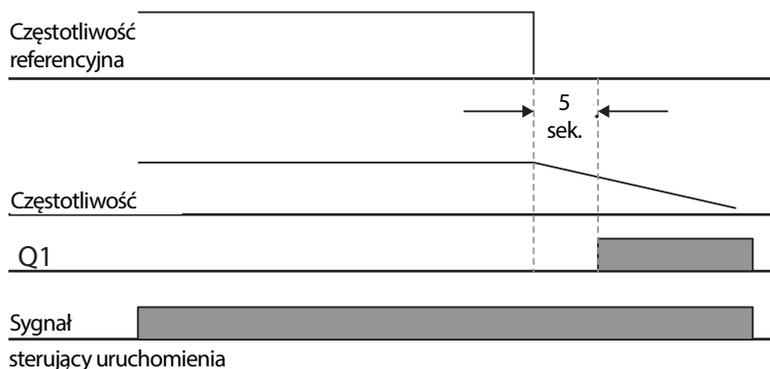 Częstotliwość
referencyjna
5
sek.
Częstotliwość
Q1
Sygnał
sterujący uruchomienia